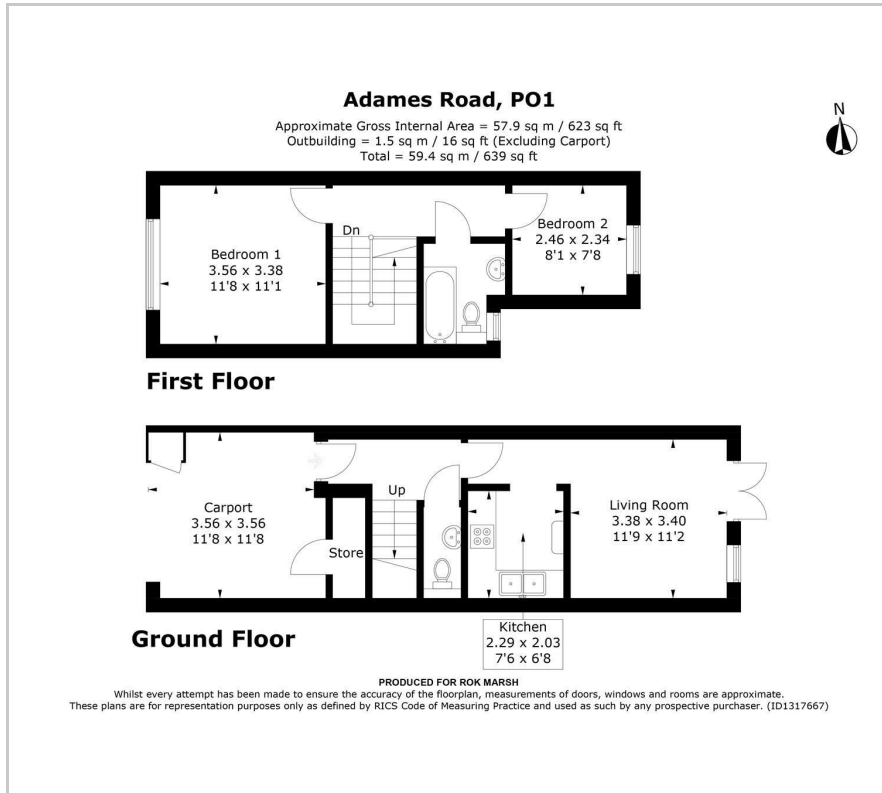 Adames Road, PO1
Approximate Gross Internal Area = 57.9 sq m / 623 sq ft
Outbuilding = 1.5 sq m / 16 sq ft (Excluding Carport)
Total = 59.4 sq m / 639 sq ft
N
Bedroom 1
3.56 x 3.38
11'8 x 11'1
Dn
Bedroom 2
2.46 x 2.34
8'1 x 7'8
First Floor
Carport
3.56 x 3.56
11'8 x 11'8
Store
Up
Living Room
3.38 x 3.40
11'9 x 11'2
Kitchen
2.29 x 2.03
7'6 x 6'8
Ground Floor
PRODUCED FOR ROK MARSH
Whilst every attempt has been made to ensure the accuracy of the floorplan, measurements of doors, windows and rooms are approximate.
These plans are for representation purposes only as defined by RICS Code of Measuring Practice and used as such by any prospective purchaser. (ID1317667)